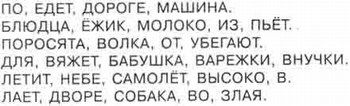 ПО, ЕДЕТ, ДОРОГЕ, МАШИНА.
БЛЮДЦА, ЁЖИК, МОЛОКО, ИЗ, ПЬЁТ.
ПОРОСЯТА, ВОЛКА, ОТ, УБЕГАЮТ.
ДЛЯ, ВЯЖЕТ, БАБУШКА, ВАРЕЖКИ, ВНУЧКИ.
ЛЕТИТ, НЕБЕ, САМОЛЁТ, ВЫСОКО, В.
ЛАЕТ, ДВОРЕ, СОБАКА, ВО, ЗЛАЯ.